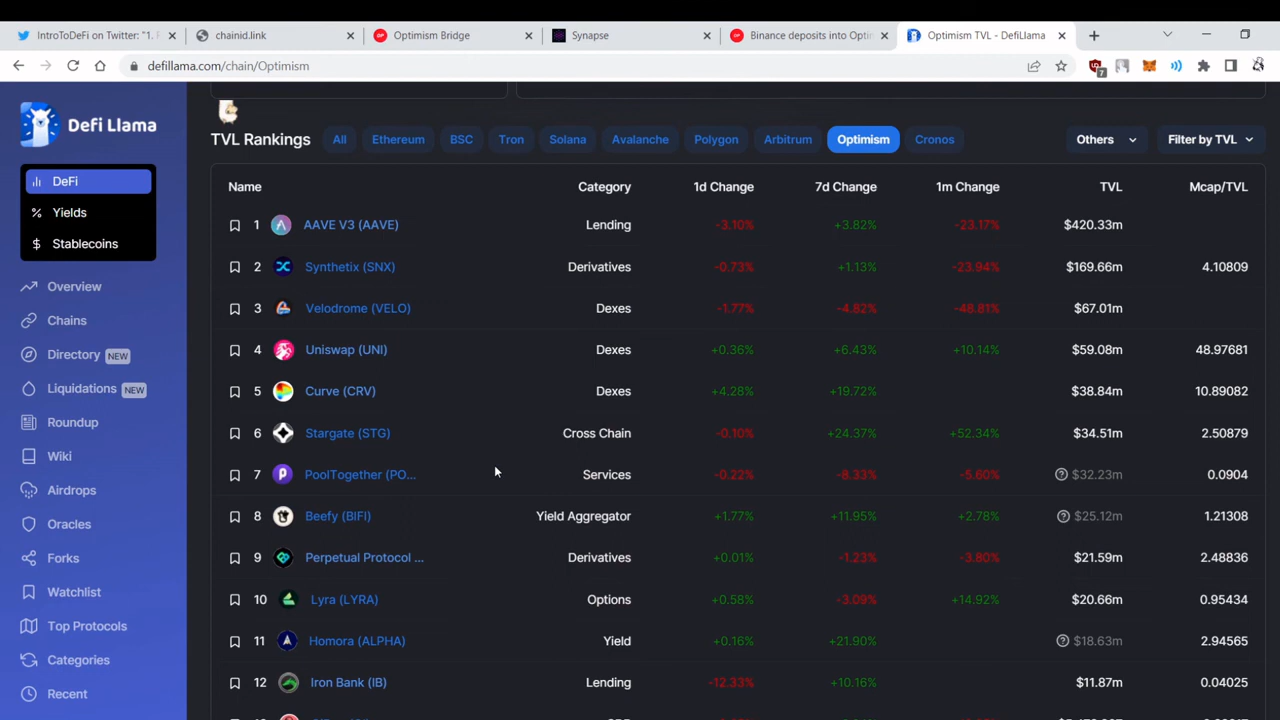 IntroToDeFi on Twitter: "1. F
chainid.link
Optimism Bridge
Synapse
Binance deposits into Optim
Optimism TVL - DefiLlama
defillama.com/chain/Optimism
7
Defi Llama
DeFi
Yields
Stablecoins
Overview
Chains
Directory NEW
Liquidations NEW
Roundup
Wiki
Airdrops
Oracles
Forks
Watchlist
Top Protocols
Categories
Recent
TVL Rankings All Ethereum BSC Tron Solana Avalanche Polygon Arbitrum Optimism Cronos Others Filter by TVL
Name Category 1d Change 7d Change 1m Change TVL Mcap/TVL
1 AAVE V3 (AAVE) Lending -3.10% +3.82% -23.17% $420.33m
2 Synthetix (SNX) Derivatives -0.73% +1.13% -23.94% $169.66m 4.10809
3 Velodrome (VELO) Dexes -1.77% -4.82% -48.81% $67.01m
4 Uniswap (UNI) Dexes +0.36% +6.43% +10.14% $59.08m 48.97681
5 Curve (CRV) Dexes +4.28% +19.72% $38.84m 10.89082
6 Stargate (STG) Cross Chain -0.10% +24.37% +52.34% $34.51m 2.50879
7 PoolTogether (PO... Services -0.22% -8.33% -5.60% $32.23m 0.0904
8 Beefy (BIFI) Yield Aggregator +1.77% +11.95% +2.78% $25.12m 1.21308
9 Perpetual Protocol ... Derivatives +0.01% -1.23% -3.80% $21.59m 2.48836
10 Lyra (LYRA) Options +0.58% -3.09% +14.92% $20.66m 0.95434
11 Homora (ALPHA) Yield +0.16% +21.90% $18.63m 2.94565
12 Iron Bank (IB) Lending -12.33% +10.16% $11.87m 0.04025